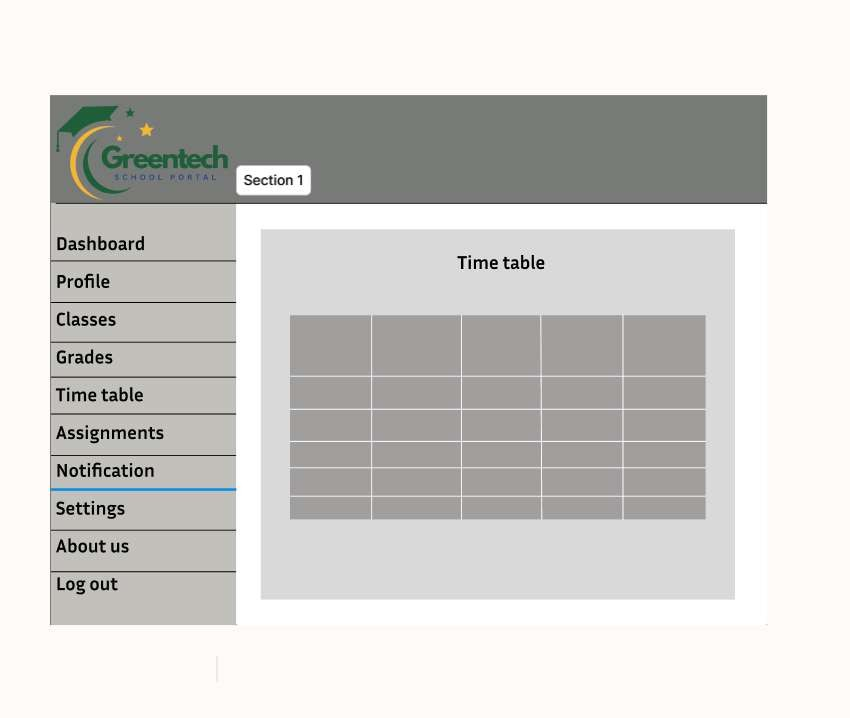 Greentech
SCHOOL PORTAL
Section 1
Dashboard
Profile
Classes
Grades
Time table
Assignments
Notification
Settings
About us
Log out
Time table